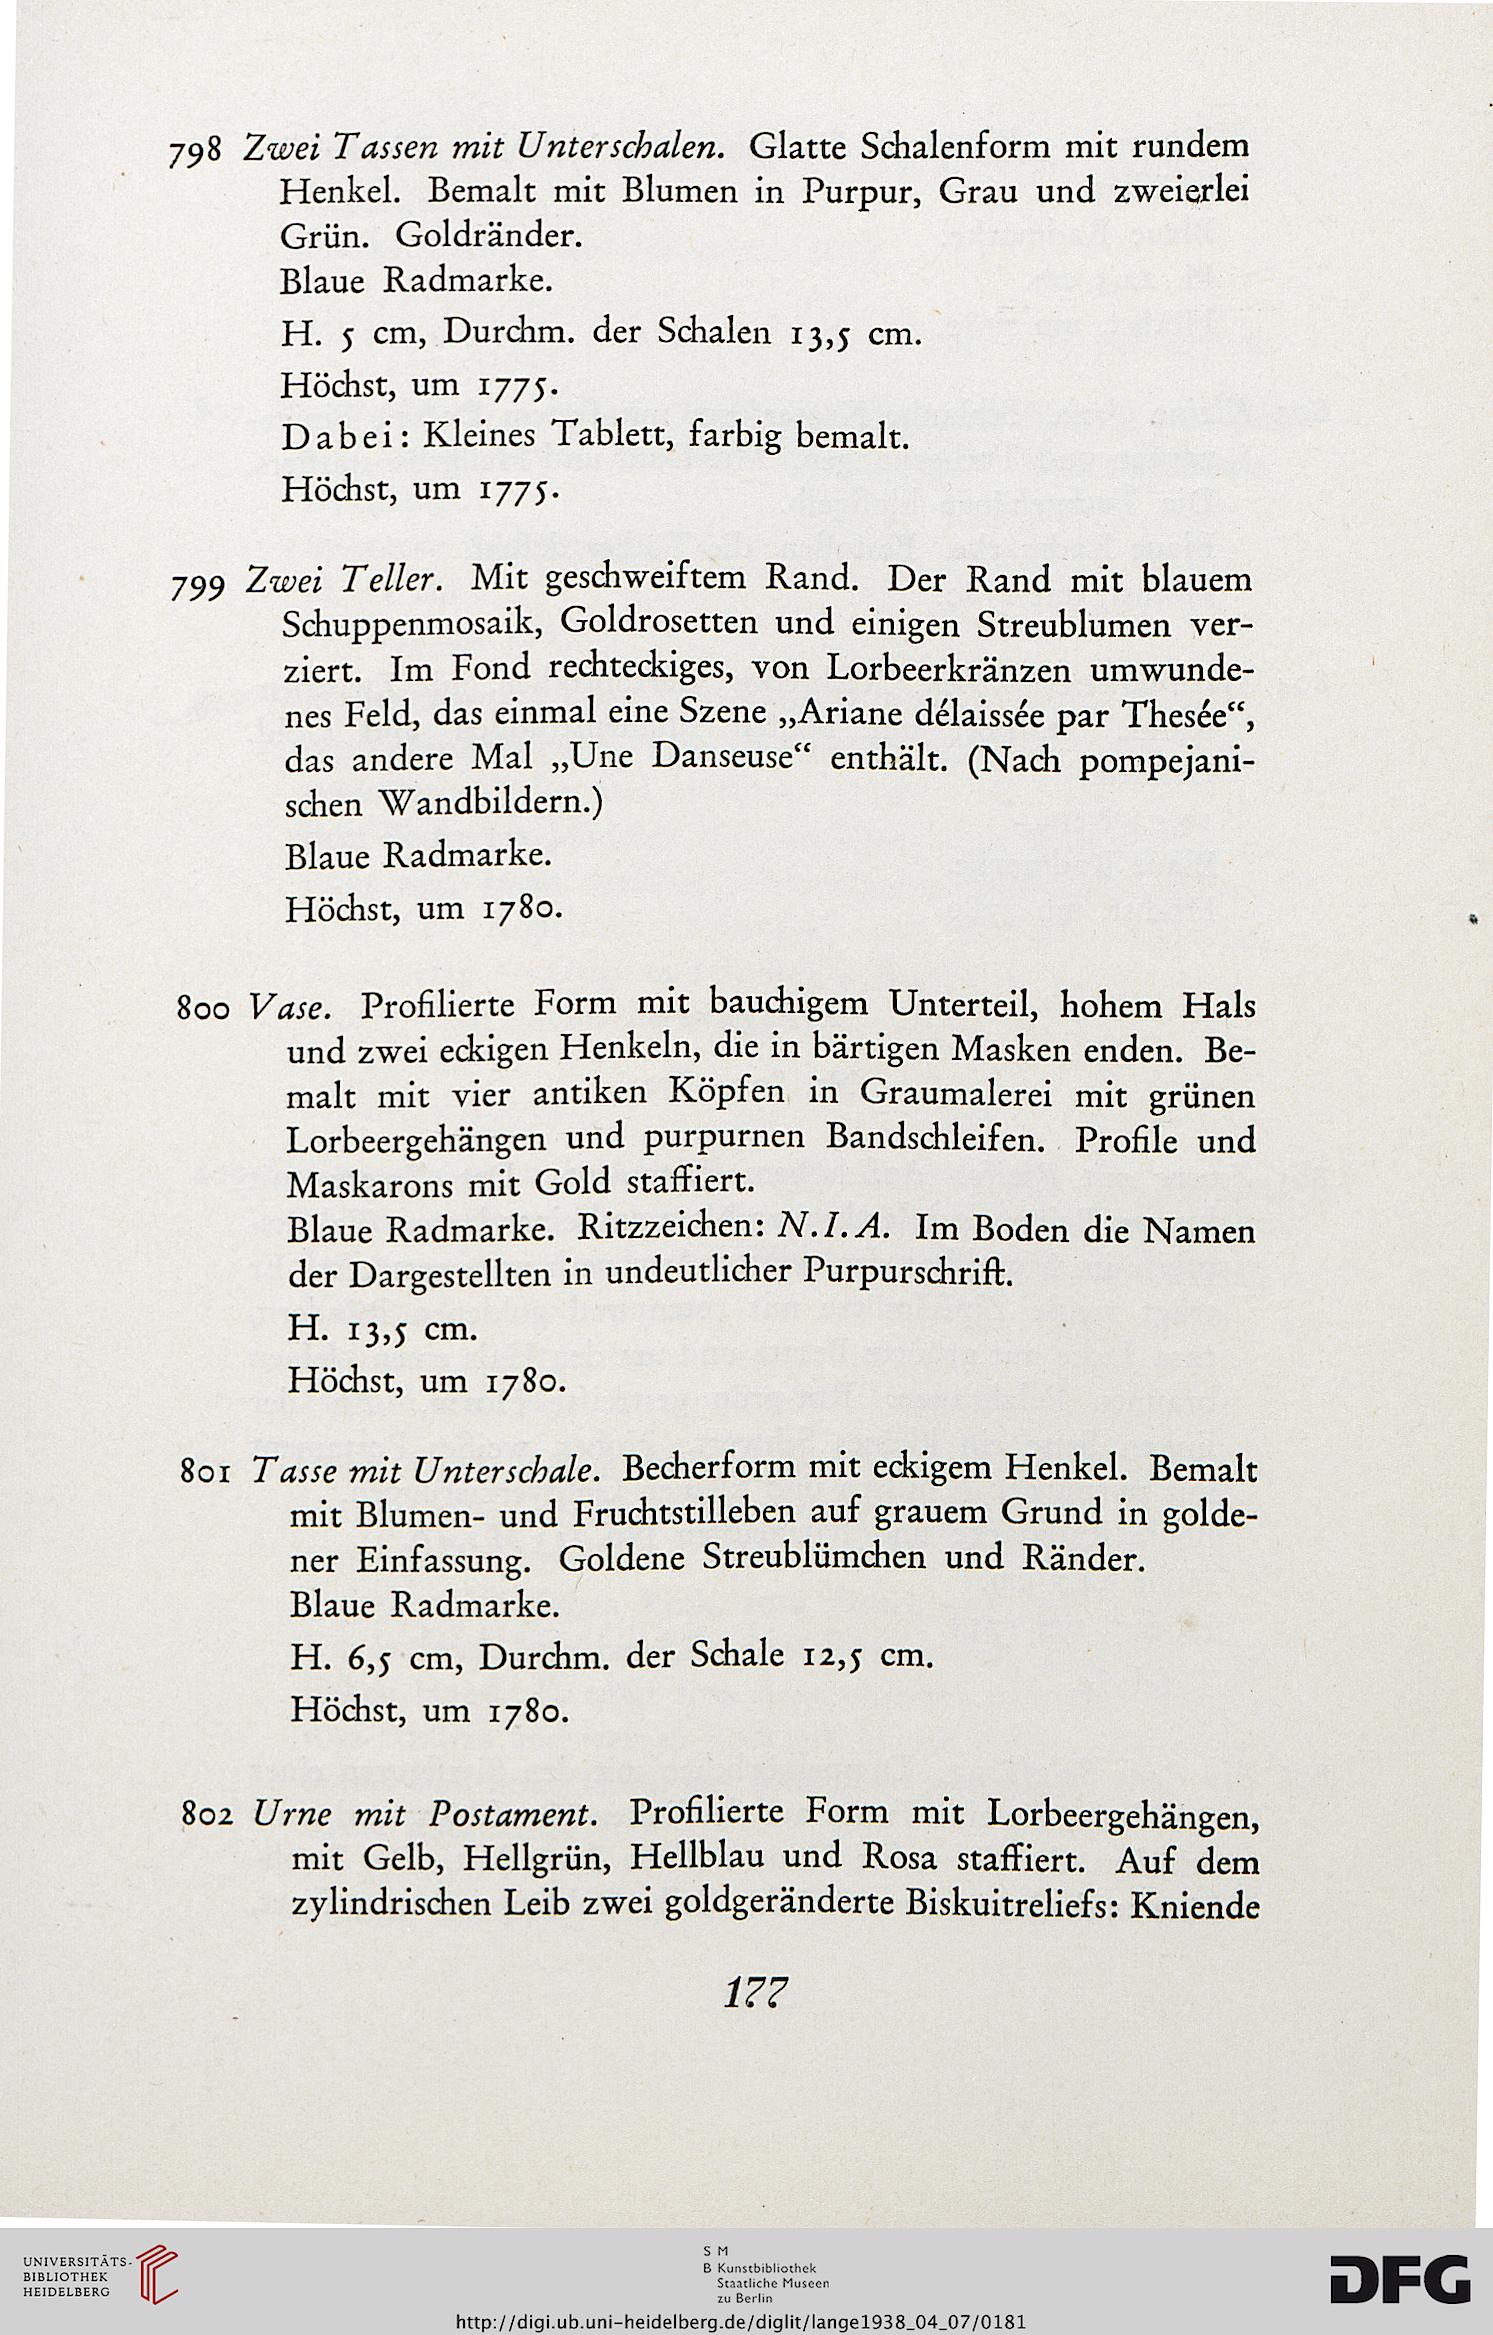 798 Zwei Tassen mit Unterschalen. Glatte Schalenform mit rundem
Henkel. Bemalt mit Blumen in Purpur, Grau und zweierlei
Grün. Goldränder.
Blaue Radmarke.
H. 5 cm, Durchm. der Schalen 13,5 cm.
Höchst, um 1775.
Dabei: Kleines Tablett, farbig bemalt.
Höchst, um 1775.
799 Zwei Teller. Mit geschweiftem Rand. Der Rand mit blauem
Schuppenmosaik, Goldrosetten und einigen Streublumen ver-
ziert. Im Fond rechteckiges, von Lorbeerkränzen umwunde-
nes Feld, das einmal eine Szene „Ariane délaissée par Thesée“,
das andere Mal „Une Danseuse“ enthält. (Nach pompejani-
schen Wandbildern.)
Blaue Radmarke.
Höchst, um 1780.
800 Vase. Profilierte Form mit bauchigem Unterteil, hohem Hals
und zwei eckigen Henkeln, die in bärtigen Masken enden. Be-
malt mit vier antiken Köpfen in Graumalerei mit grünen
Lorbeergehängen und purpurnen Bandschleifen. Profile und
Maskarons mit Gold staffiert.
Blaue Radmarke. Ritzzeichen: N.I.A. Im Boden die Namen
der Dargestellten in undeutlicher Purpurschrift.
H. 13,5 cm.
Höchst, um 1780.
801 Tasse mit Unterschale. Becherform mit eckigem Henkel. Bemalt
mit Blumen- und Fruchtstilleben auf grauem Grund in golde-
ner Einfassung. Goldene Streublümchen und Ränder.
Blaue Radmarke.
H. 6,5 cm, Durchm. der Schale 12,5 cm.
Höchst, um 1780.
802 Urne mit Postament. Profilierte Form mit Lorbeergehängen,
mit Gelb, Hellgrün, Hellblau und Rosa staffiert. Auf dem
zylindrischen Leib zwei goldgeränderte Biskuitreliefs: Kniende
177
UNIVERSITÄTS-
BIBLIOTHEK
HEIDELBERG
S M
B Kunstbibliothek
Staatliche Museen
zu Berlin
DFG
http://digi.ub.uni-heidelberg.de/diglit/lange1938_04_07/0181